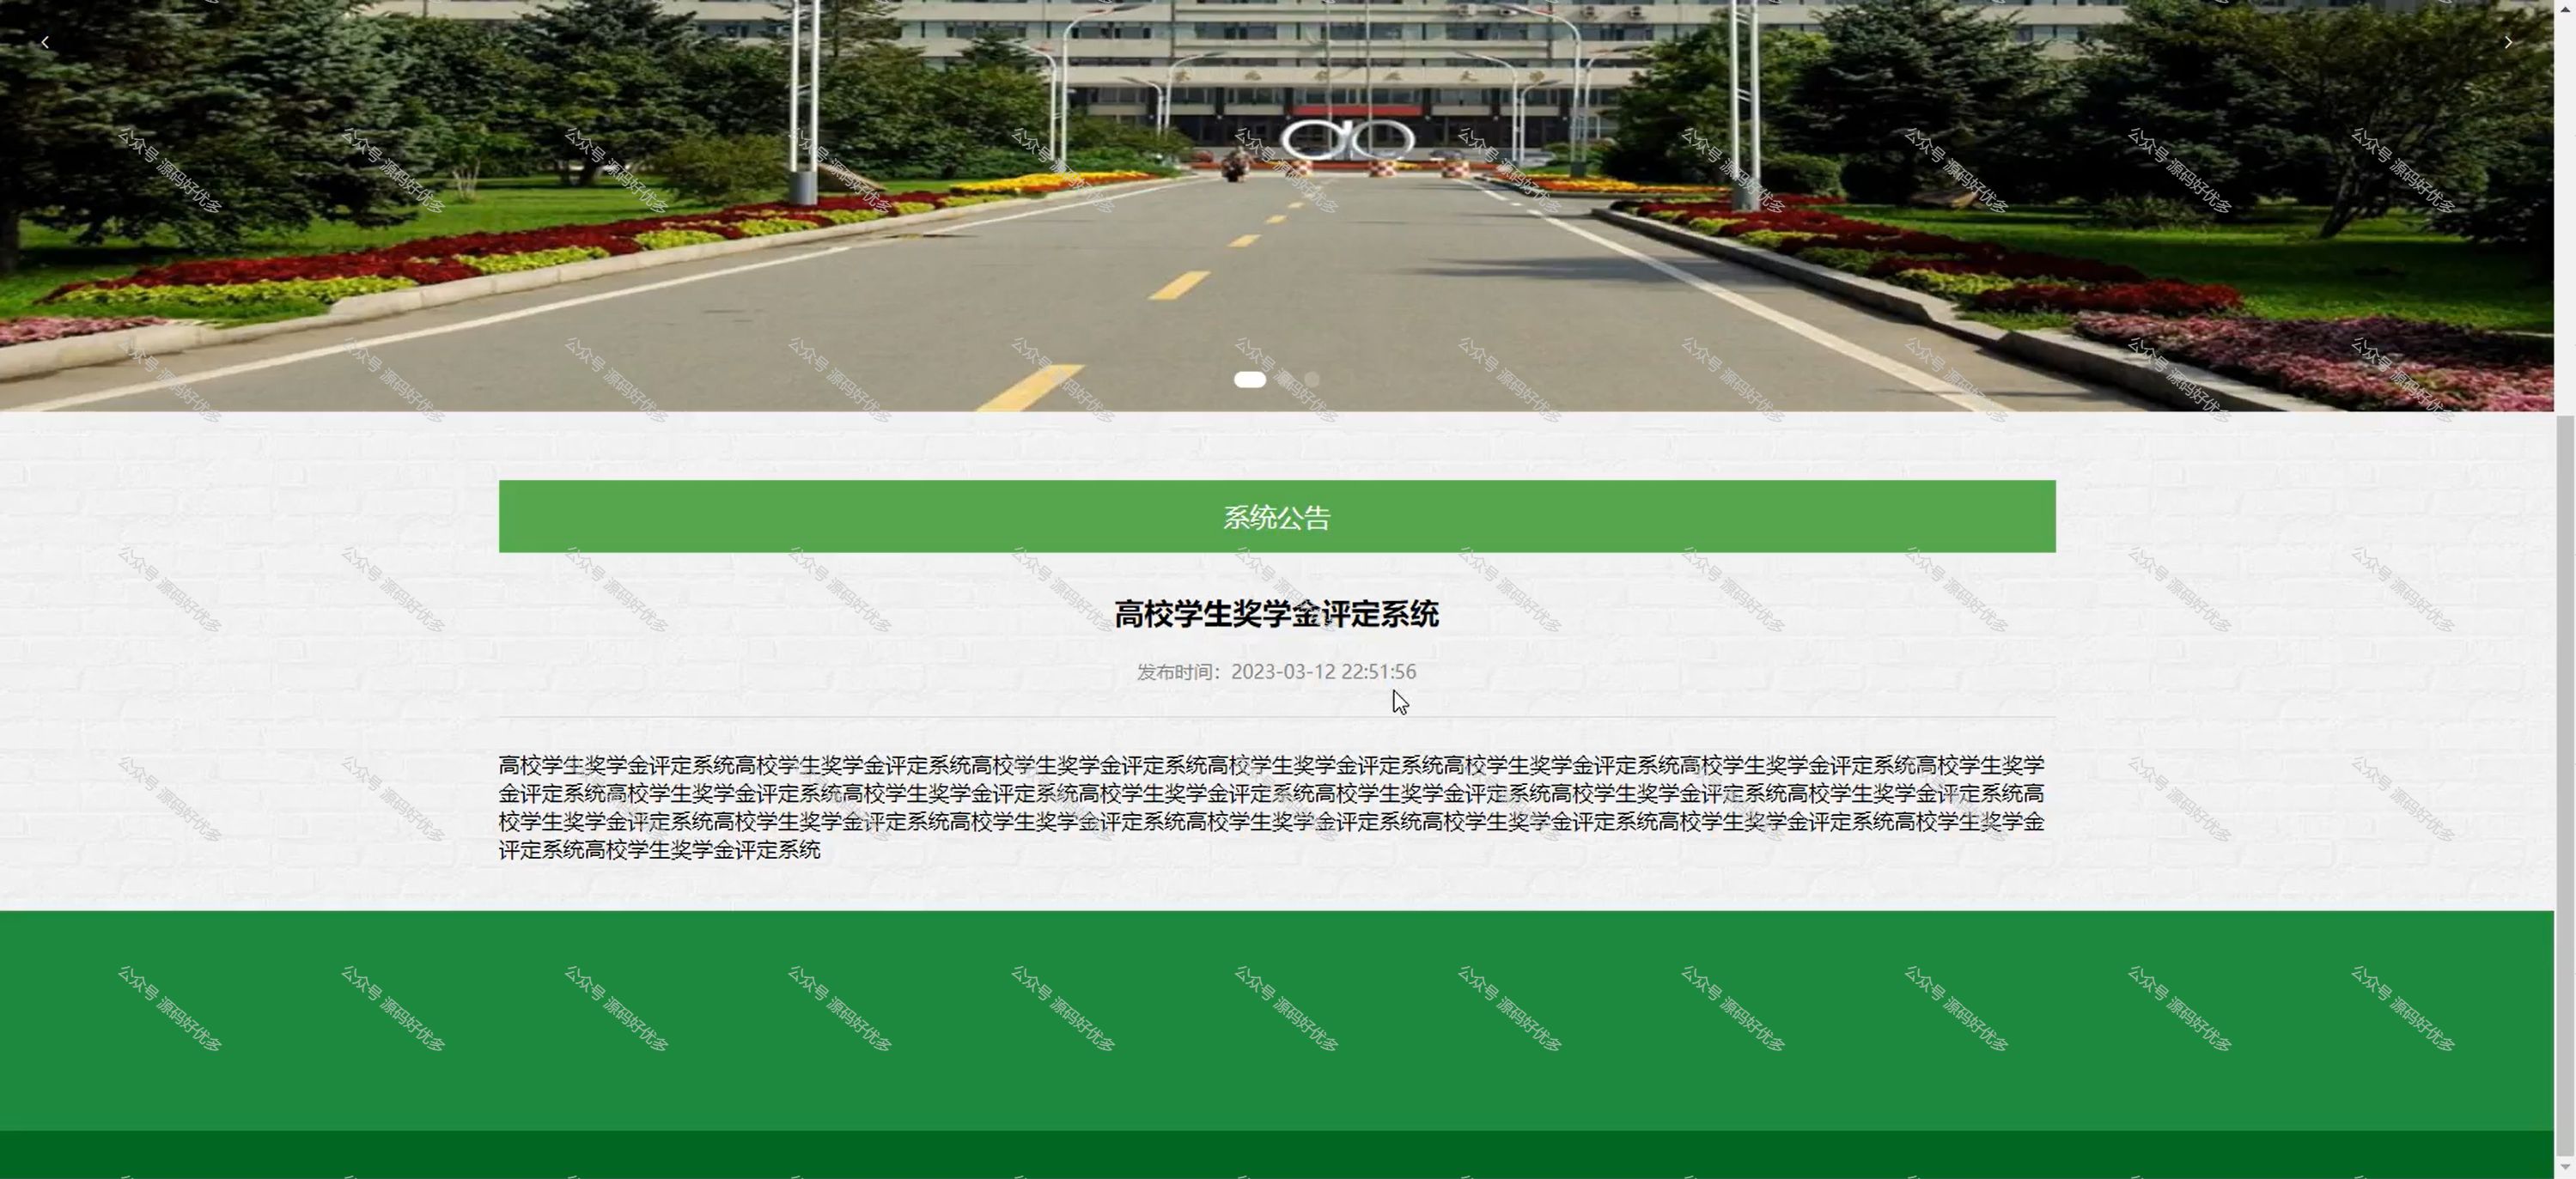 系统公告
高校学生奖学金评定系统
发布时间：2023-03-12 22:51:56
高校学生奖学金评定系统高校学生奖学金评定系统高校学生奖学金评定系统高校学生奖学金评定系统高校学生奖学金评定系统高校学生奖学金评定系统高校学生奖学
金评定系统高校学生奖学金评定系统高校学生奖学金评定系统高校学生奖学金评定系统高校学生奖学金评定系统高校学生奖学金评定系统高校学生奖学金评定系统高
校学生奖学金评定系统高校学生奖学金评定系统高校学生奖学金评定系统高校学生奖学金评定系统高校学生奖学金评定系统高校学生奖学金评定系统高校学生奖学金
评定系统高校学生奖学金评定系统
公众号 源码好优多